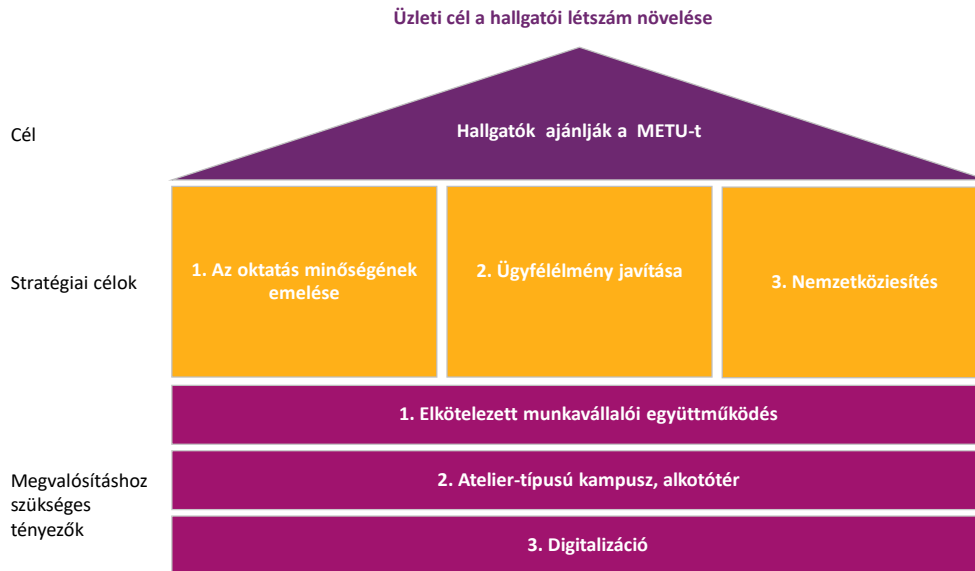 Üzleti cél a hallgatói létszám növelése
Cél
Hallgatók ajánlják a METU-t
Stratégiai célok
1. Az oktatás minőségének
emelése
2. Ügyfélélmény javítása
3. Nemzetköziesítés
Megvalósításhoz
szükséges
tényezők
1. Elkötelezett munkavállalói együttműködés
2. Atelier-típusú kampusz, alkotótér
3. Digitalizáció